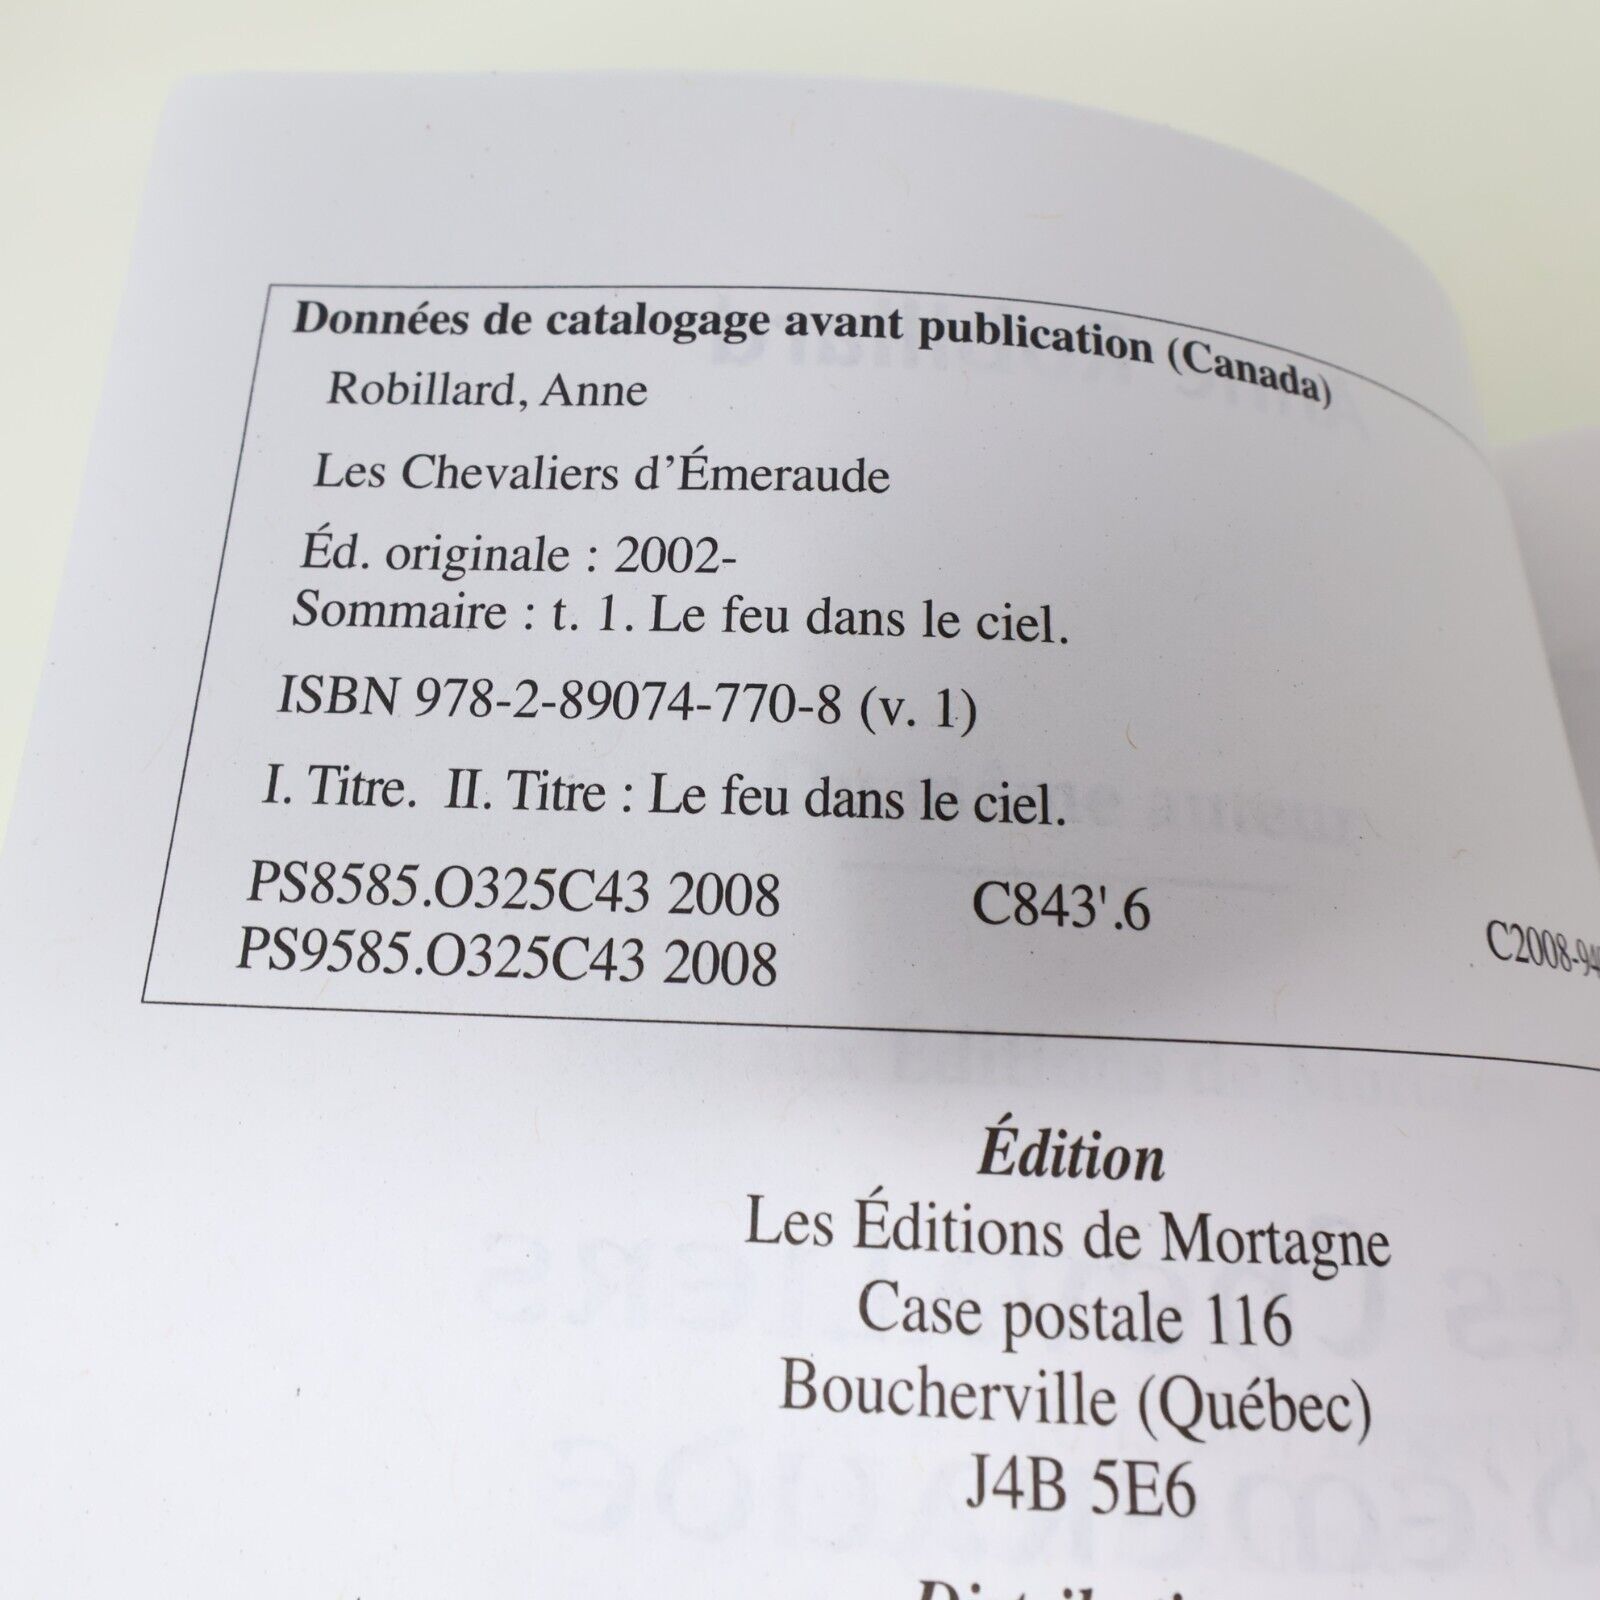 Données de catalogage avant publication (Canada)
Robillard, Anne
Les Chevaliers d'Émeraude
Éd. originale : 2002-
Sommaire : t. 1. Le feu dans le ciel.
ISBN 978-2-89074-770-8 (v. 1)
I. Titre. II. Titre : Le feu dans le ciel.
PS8585.O325C43 2008 C843'.6
PS9585.O325C43 2008
Édition
Les Éditions de Mortagne
Case postale 116
Boucherville (Québec)
J4B 5E6